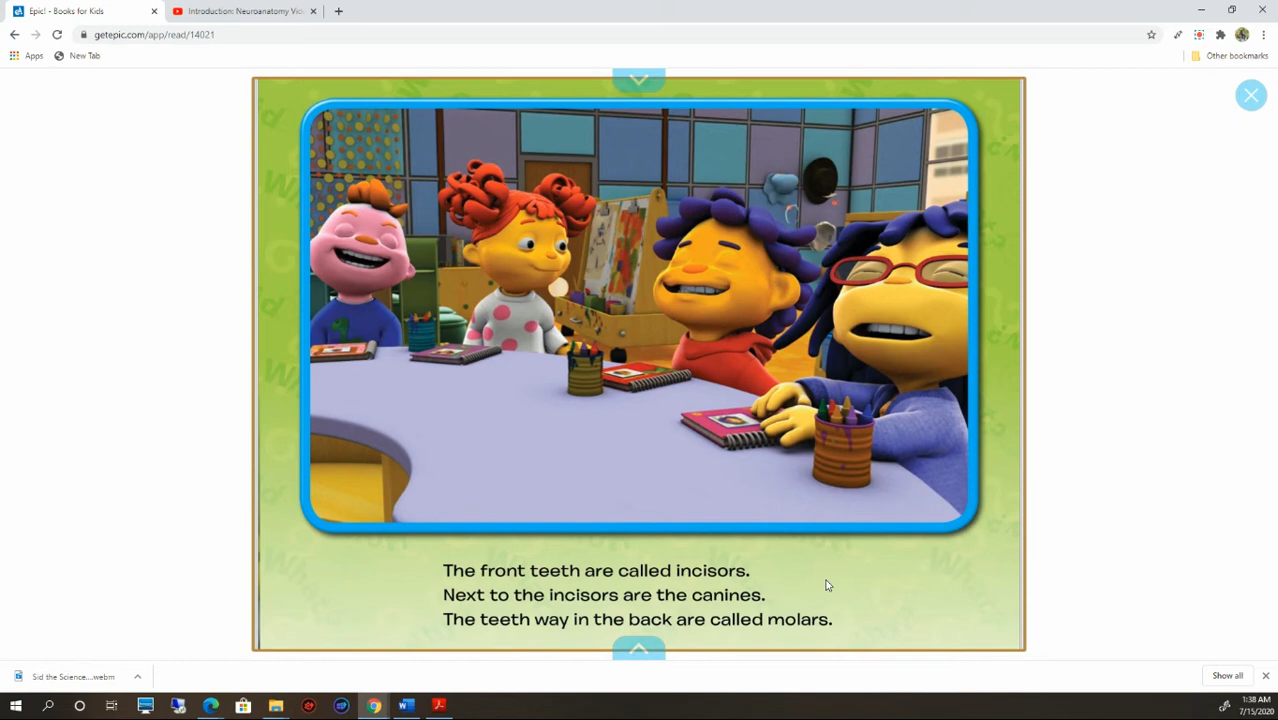 Epic! - Books for Kids
Introduction: Neuroanatomy Vid
getepic.com/app/read/14021
Apps
New Tab
Other bookmarks
The front teeth are called incisors.
Next to the incisors are the canines.
The teeth way in the back are called molars.
Sid the Science....webm
Show all
1:38 AM
7/15/2020